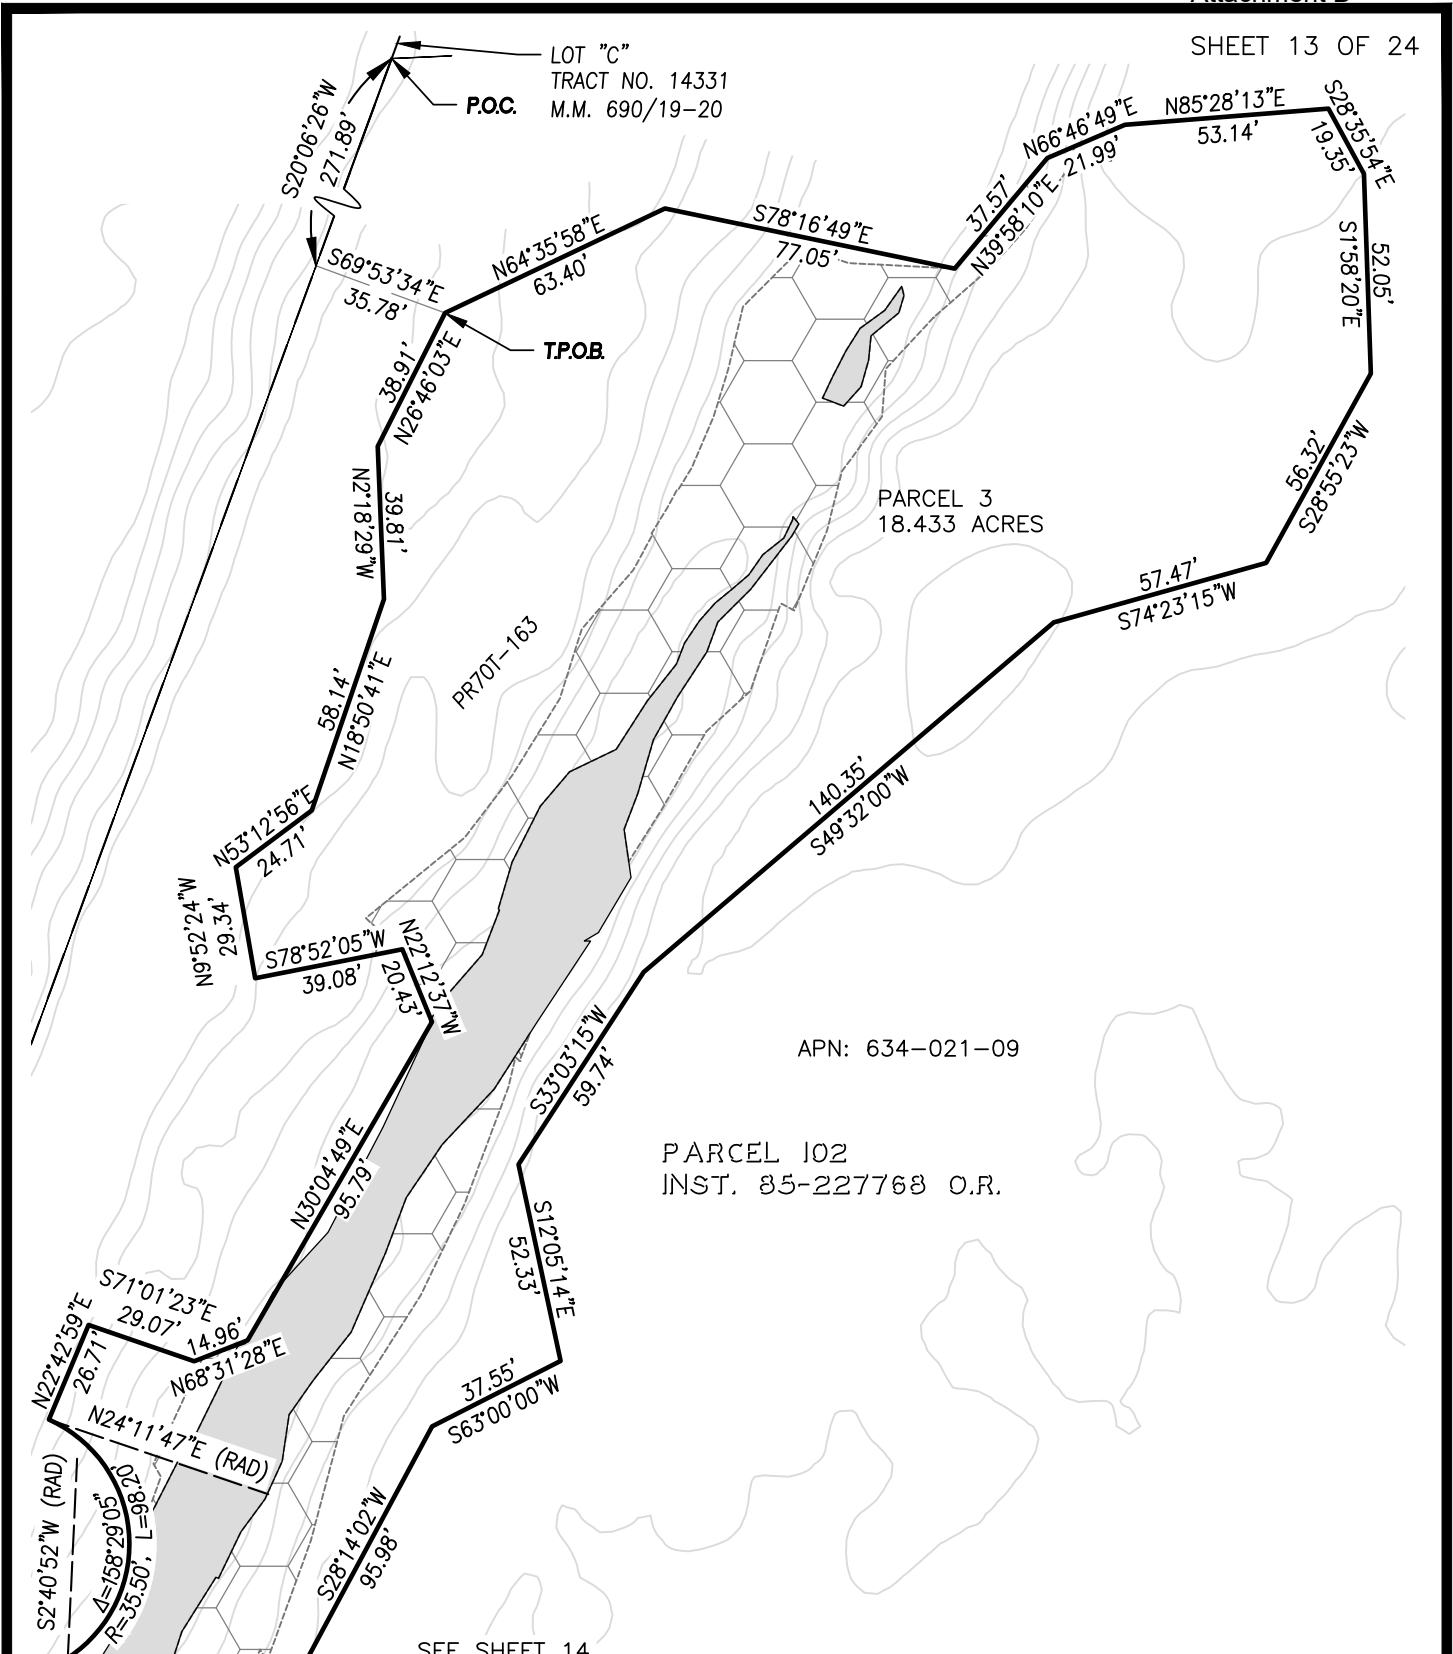 SHEET 13 OF 24
LOT "C"
TRACT NO. 14331
M.M. 690/19-20
P.O.C.
S20°06'26"W
271.89'
S69°53'34"E
35.78'
T.P.O.B.
N64°35'58"E
63.40'
S78°16'49"E
77.05'
37.57'
N39°58'10"E
N66°46'49"E
21.99'
N85°28'13"E
53.14'
S28°35'54"E
19.35'
S1°58'20"E
52.05'
56.32'
S28°55'23"W
57.47'
S74°23'15"W
140.35'
S49°32'00"W
S33°03'15"W
59.74'
S12°05'14"E
52.33'
37.55'
S63°00'00"W
S28°14'02"W
95.98'
38.91'
N26°46'03"E
N2°18'29"W
39.81'
58.14'
N18°50'41"E
N53°12'56"E
24.71'
N9°52'24"W
29.34'
S78°52'05"W
39.08'
N22°12'37"W
20.43'
N30°04'49"E
95.79'
14.96'
N68°31'28"E
S71°01'23"E
29.07'
N22°42'59"E
26.71'
N24°11'47"E (RAD)
S2°40'52"W (RAD)
Δ=158°29'05"
R=35.50', L=98.20'
PR70T-163
PARCEL 3
18.433 ACRES
APN: 634-021-09
PARCEL 102
INST. 85-227768 O.R.
SEE SHEET 14